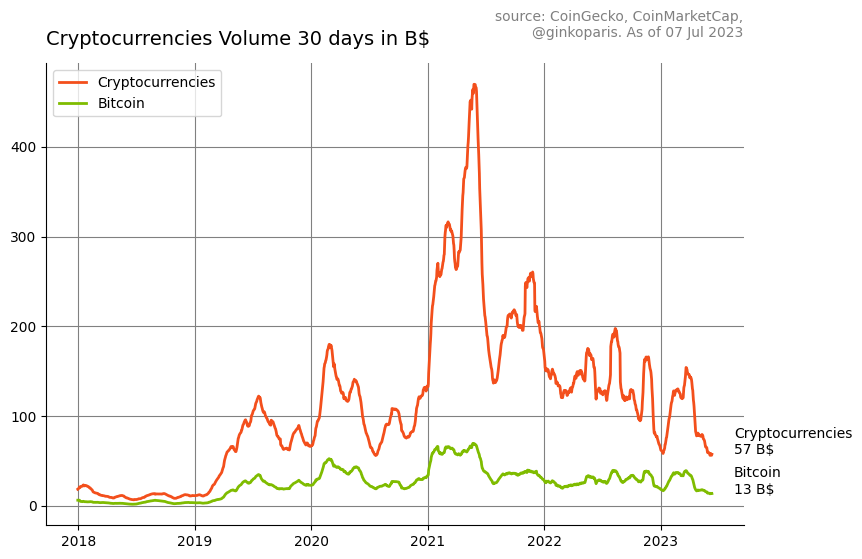 source: CoinGecko, CoinMarketCap,
@ginkoparis. As of 07 Jul 2023
Cryptocurrencies Volume 30 days in B$
Cryptocurrencies
Bitcoin
400
300
200
100
0
Cryptocurrencies
57 B$
Bitcoin
13 B$
2018 2019 2020 2021 2022 2023